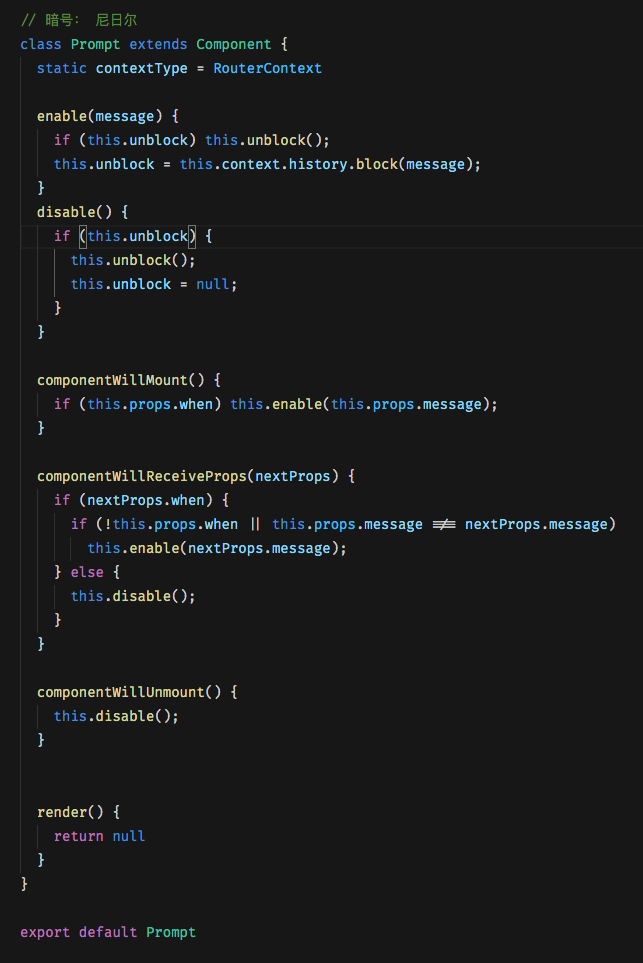 // 暗号: 尼日尔
class Prompt extends Component {
  static contextType = RouterContext

  enable(message) {
    if (this.unblock) this.unblock();
    this.unblock = this.context.history.block(message);
  }
  disable() {
    if (this.unblock) {
      this.unblock();
      this.unblock = null;
    }
  }

  componentWillMount() {
    if (this.props.when) this.enable(this.props.message);
  }

  componentWillReceiveProps(nextProps) {
    if (nextProps.when) {
      if (!this.props.when || this.props.message !== nextProps.message)
        this.enable(nextProps.message);
    } else {
      this.disable();
    }
  }

  componentWillUnmount() {
    this.disable();
  }


  render() {
    return null
  }
}

export default Prompt